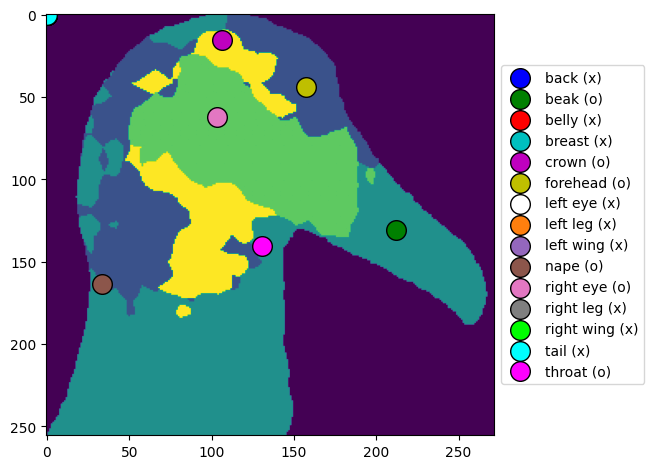 0
50
100
150
200
250
0
50
100
150
200
250
back (x)
beak (o)
belly (x)
breast (x)
crown (o)
forehead (o)
left eye (x)
left leg (x)
left wing (x)
nape (o)
right eye (o)
right leg (x)
right wing (x)
tail (x)
throat (o)